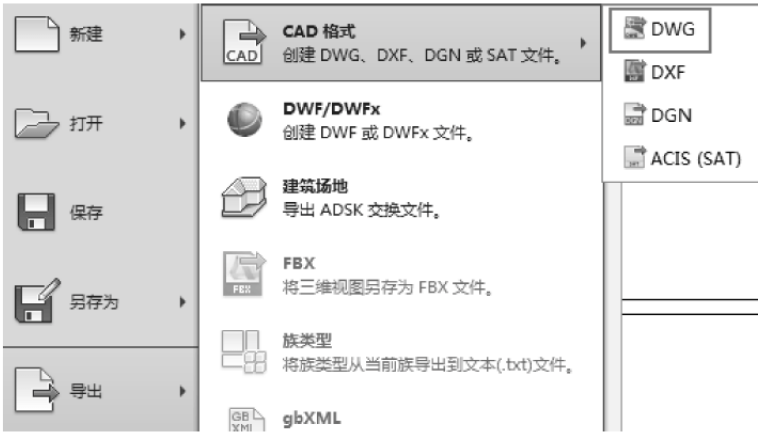 新建
打开
保存
另存为
导出
CAD
CAD 格式
创建 DWG、DXF、DGN 或 SAT 文件。
DWF/DWFx
创建 DWF 或 DWFx 文件。
建筑场地
导出 ADSK 交换文件。
FBX
FBX
将三维视图另存为 FBX 文件。
族类型
将族类型从当前族导出到文本(.txt)文件。
GB
XML
gbXML
DWG
DXF
DGN
ACIS (SAT)